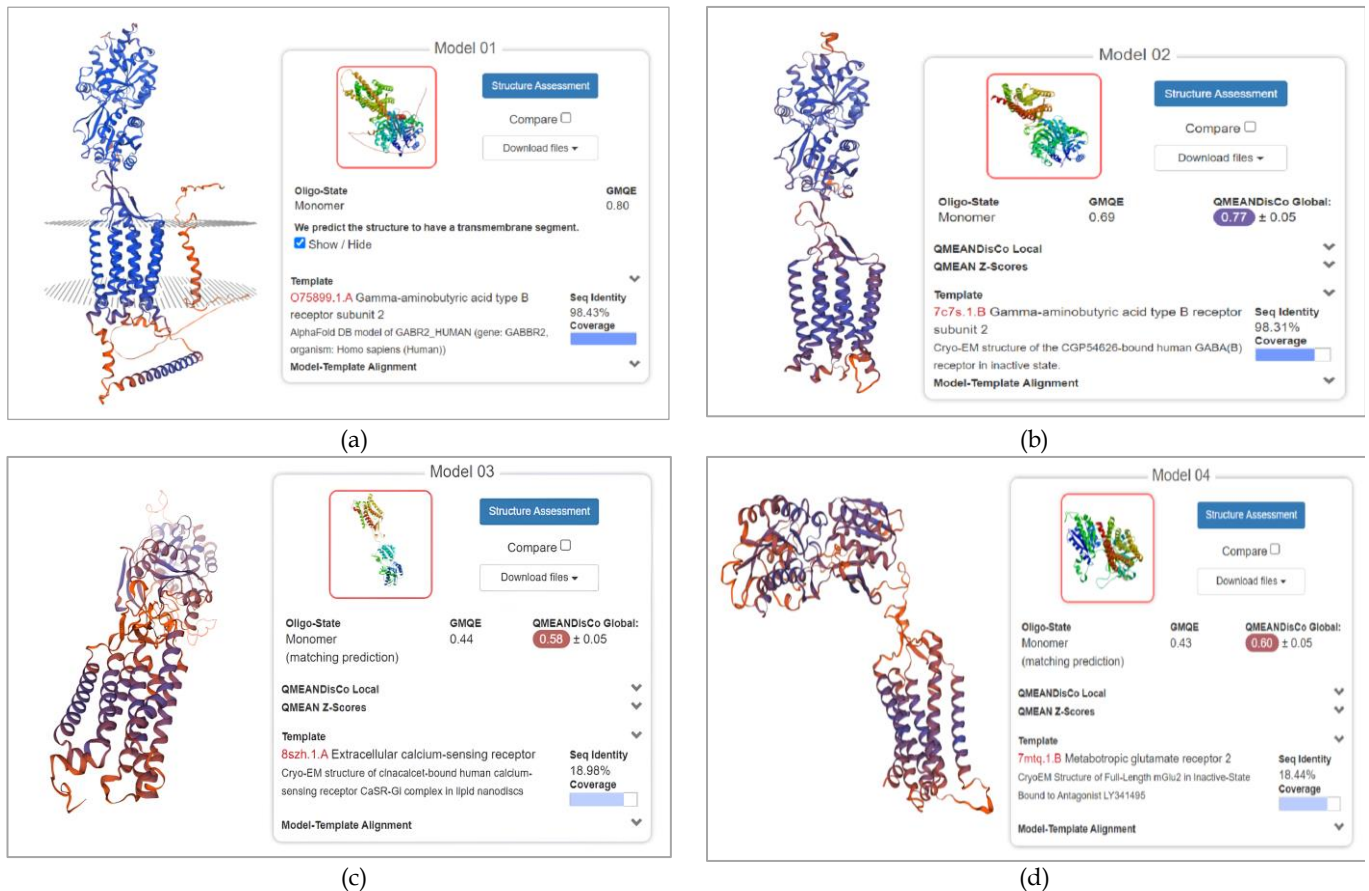 Model 01
Structure Assessment
Compare
Download files
Oligo-State GMQE
Monomer 0.80
We predict the structure to have a transmembrane segment.
Show / Hide
Template
O75899.1.A Gamma-aminobutyric acid type B
receptor subunit 2
Seq Identity
98.43%
Coverage
AlphaFold DB model of GABR2_HUMAN (gene: GABBR2,
organism: Homo sapiens (Human))
Model-Template Alignment
(a)
Model 02
Structure Assessment
Compare
Download files
Oligo-State GMQE QMEANDisCo Global:
Monomer 0.69 0.77 ± 0.05
QMEANDisCo Local
QMEAN Z-Scores
Template
7c7s.1.B Gamma-aminobutyric acid type B receptor
subunit 2
Seq Identity
98.31%
Coverage
Cryo-EM structure of the CGP54626-bound human GABA(B)
receptor in inactive state.
Model-Template Alignment
(b)
Model 03
Structure Assessment
Compare
Download files
Oligo-State GMQE QMEANDisCo Global:
Monomer 0.44 0.58 ± 0.05
(matching prediction)
QMEANDisCo Local
QMEAN Z-Scores
Template
8szh.1.A Extracellular calcium-sensing receptor
Seq Identity
18.98%
Coverage
Cryo-EM structure of cinacalcet-bound human calcium-
sensing receptor CaSR-GI complex in lipid nanodiscs
Model-Template Alignment
(c)
Model 04
Structure Assessment
Compare
Download files
Oligo-State GMQE QMEANDisCo Global:
Monomer 0.43 0.60 ± 0.05
(matching prediction)
QMEANDisCo Local
QMEAN Z-Scores
Template
7mtq.1.B Metabotropic glutamate receptor 2
Seq Identity
18.44%
Coverage
CryoEM Structure of Full-Length mGlu2 in Inactive-State
Bound to Antagonist LY341495
Model-Template Alignment
(d)